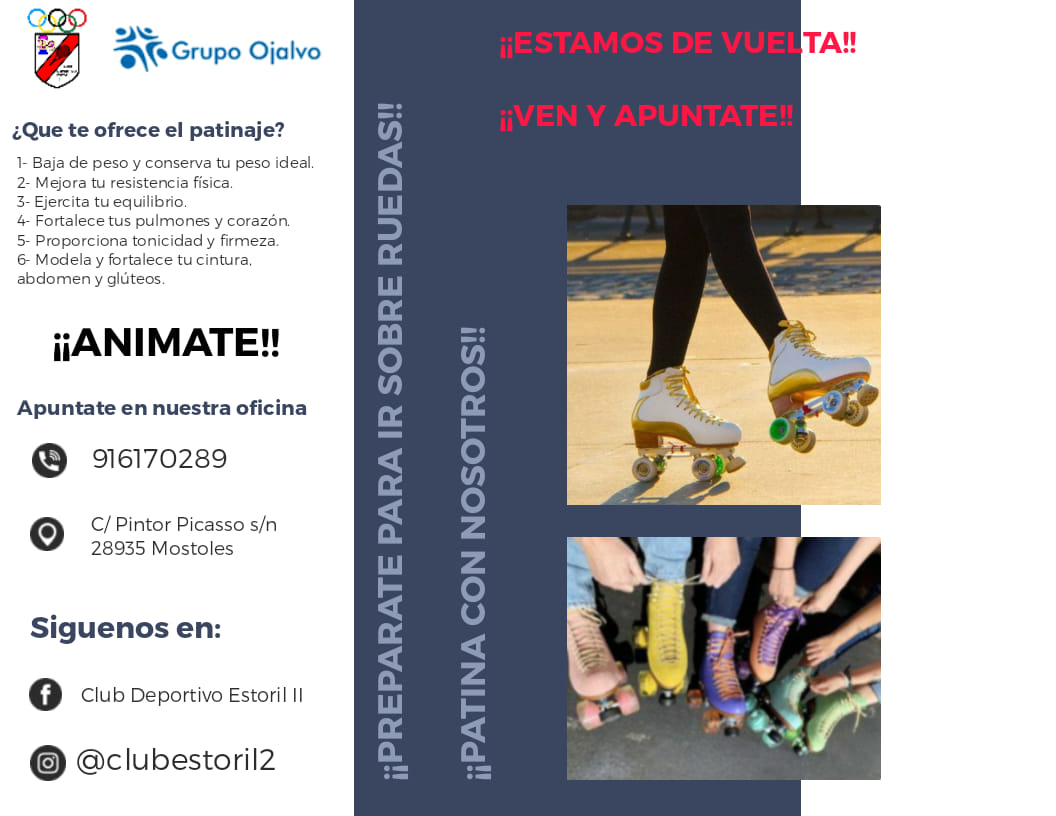 Grupo Ojalvo
¿Que te ofrece el patinaje?
1- Baja de peso y conserva tu peso ideal.
2- Mejora tu resistencia física.
3- Ejercita tu equilibrio.
4- Fortalece tus pulmones y corazón.
5- Proporciona tonicidad y firmeza.
6- Modela y fortalece tu cintura,
abdomen y glúteos.
¡¡ANIMATE!!
Apuntate en nuestra oficina
916170289
C/ Pintor Picasso s/n
28935 Mostoles
Siguenos en:
Club Deportivo Estoril II
@clubestoril2
¡¡PREPARATE PARA IR SOBRE RUEDAS!!
¡¡PATINA CON NOSOTROS!!
¡¡ESTAMOS DE VUELTA!!
¡¡VEN Y APUNTATE!!